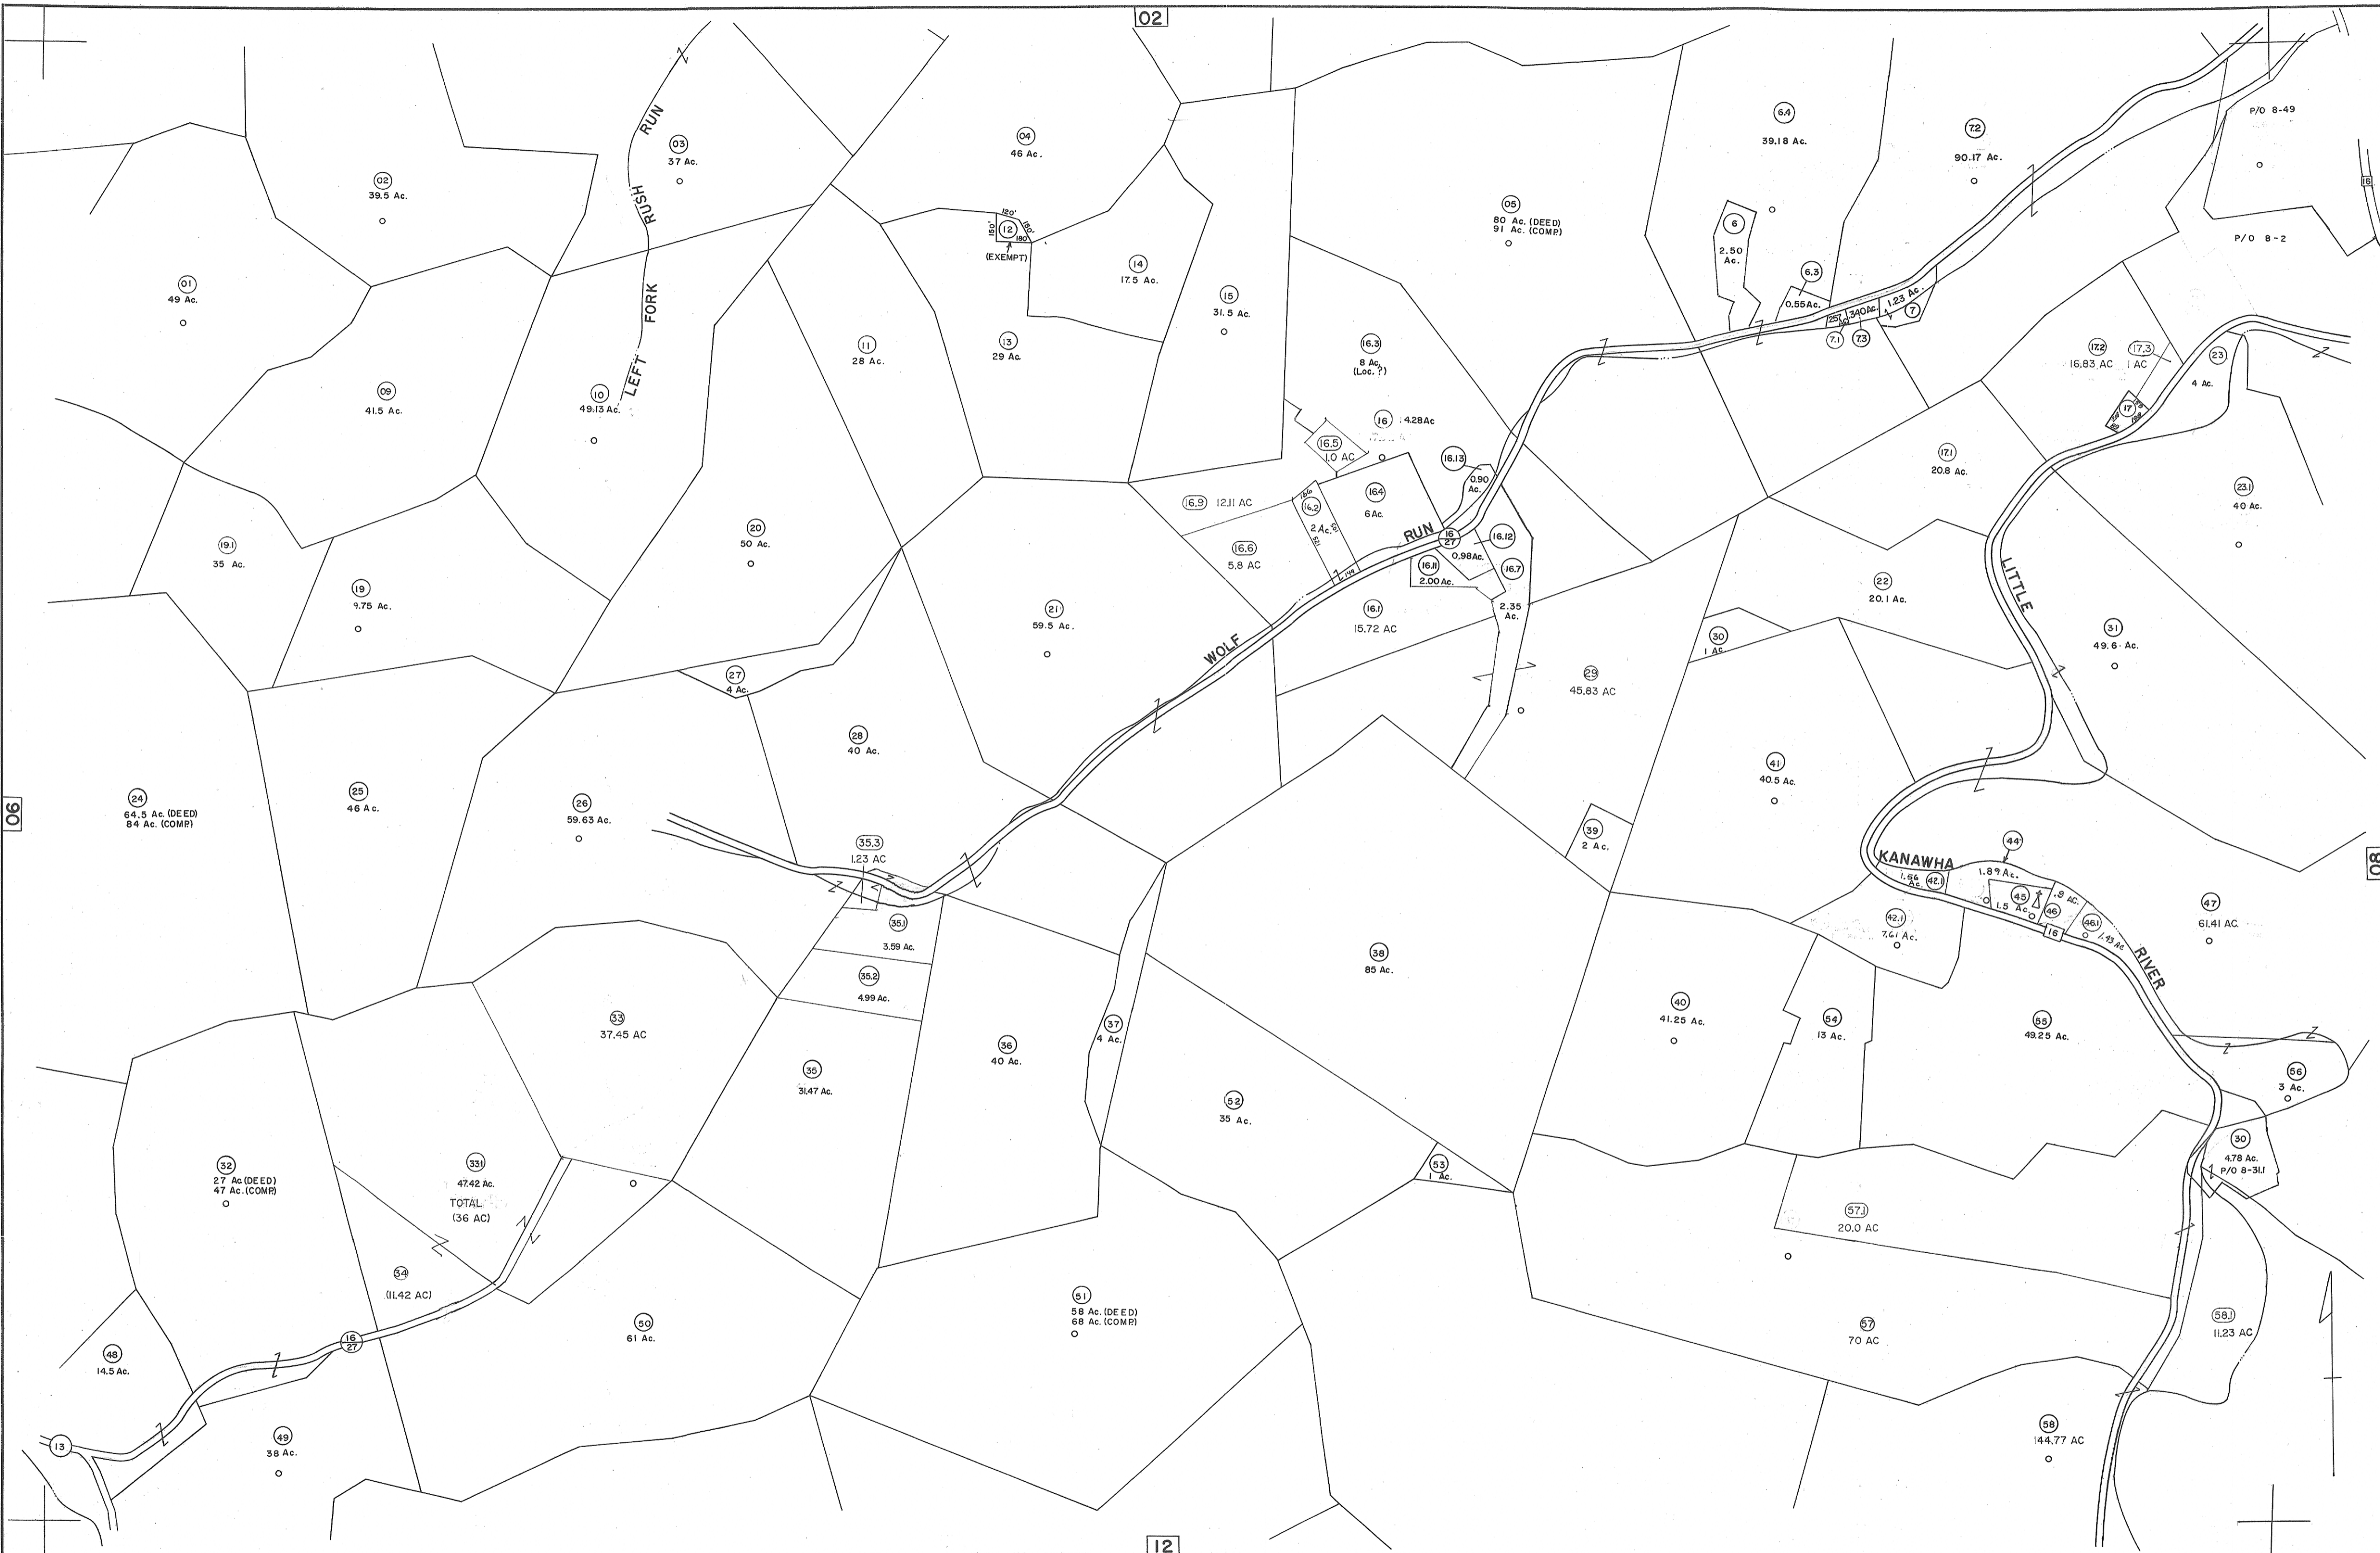 02
RUN
RUSH
FORK
LEFT
01
49 Ac.
02
39.5 Ac.
03
37 Ac.
04
46 Ac.
05
80 Ac. (DEED)
91 Ac. (COMP.)
6.4
39.18 Ac.
7.2
90.17 Ac.
P/O 8-49
16
P/O 8-2
6
2.50
Ac.
6.3
0.55 Ac.
7.1
.340 Ac.
7.3
1.23 Ac.
7
120'
150'
12
180
(EXEMPT)
14
17.5 Ac.
15
31.5 Ac.
13
29 Ac.
11
28 Ac.
10
49.13 Ac.
09
41.5 Ac.
16.3
8 Ac.
(Loc. ?)
16
4.28 Ac
16.5
1.0 AC
16.13
0.90
Ac.
16.4
6 Ac.
16.2
2 Ac.
16.9 12.11 AC
16.6
5.8 AC
16.12
0.98 Ac.
16.7
2.35
Ac.
16.11
2.00 Ac.
16.1
15.72 AC
16
27
WOLF
RUN
17.2
16.83 AC
17.3
1 AC
17
23
4 Ac.
17.1
20.8 Ac.
23.1
40 Ac.
19.1
35 Ac.
19
9.75 Ac.
20
50 Ac.
21
59.5 Ac.
22
20.1 Ac.
LITTLE
31
49.6 Ac.
30
1 Ac.
29
45.83 AC
27
4 Ac.
28
40 Ac.
06
24
64.5 Ac. (DEED)
84 Ac. (COMP.)
25
46 Ac.
26
59.63 Ac.
35.3
1.23 AC
35.1
3.59 Ac.
35.2
4.99 Ac.
41
40.5 Ac.
39
2 Ac.
44
KANAWHA
1.89 Ac.
42.1
45
1.5 Ac.
.9 AC.
46
46.1
1.43 Ac
16
RIVER
47
61.41 AC.
08
42.1
7.61 Ac.
38
85 Ac.
40
41.25 Ac.
54
13 Ac.
55
49.25 Ac.
33
37.45 AC
35
31.47 Ac.
36
40 Ac.
37
4 Ac.
52
35 Ac.
53
1 Ac.
56
3 Ac.
30
4.78 Ac.
P/O 8-31.1
32
27 Ac (DEED)
47 Ac. (COMP.)
33.1
47.42 Ac.
TOTAL
(36 AC)
34
(11.42 AC)
57.1
20.0 AC
57
70 AC
58.1
11.23 AC
51
58 Ac. (DEED)
68 Ac. (COMP.)
50
61 Ac.
16
27
48
14.5 Ac.
13
49
38 Ac.
58
144.77 AC
12